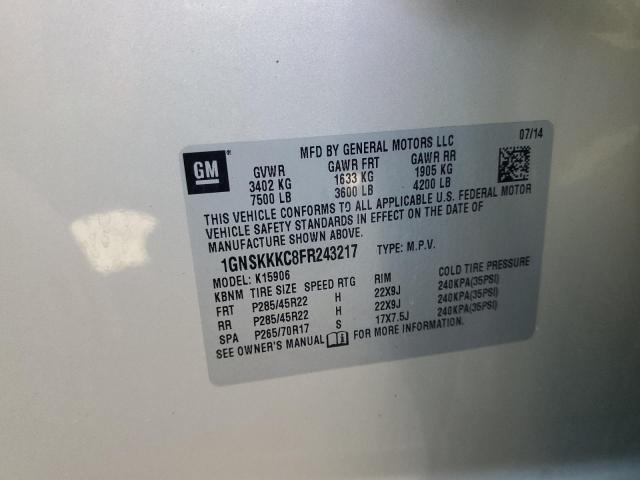 07/14
GM
MFD BY GENERAL MOTORS LLC
GVWR GAWR FRT GAWR RR
3402 KG 1633 KG 1905 KG
7500 LB 3600 LB 4200 LB
THIS VEHICLE CONFORMS TO ALL APPLICABLE U.S. FEDERAL MOTOR
VEHICLE SAFETY STANDARDS IN EFFECT ON THE DATE OF
MANUFACTURE SHOWN ABOVE.
1GNSKKKC8FR243217 TYPE: M.P.V.
MODEL: K15906
KBNM TIRE SIZE SPEED RTG RIM COLD TIRE PRESSURE
FRT P285/45R22 H 22X9J 240KPA(35PSI)
RR P285/45R22 H 22X9J 240KPA(35PSI)
SPA P265/70R17 S 17X7.5J 240KPA(35PSI)
SEE OWNER'S MANUAL FOR MORE INFORMATION.